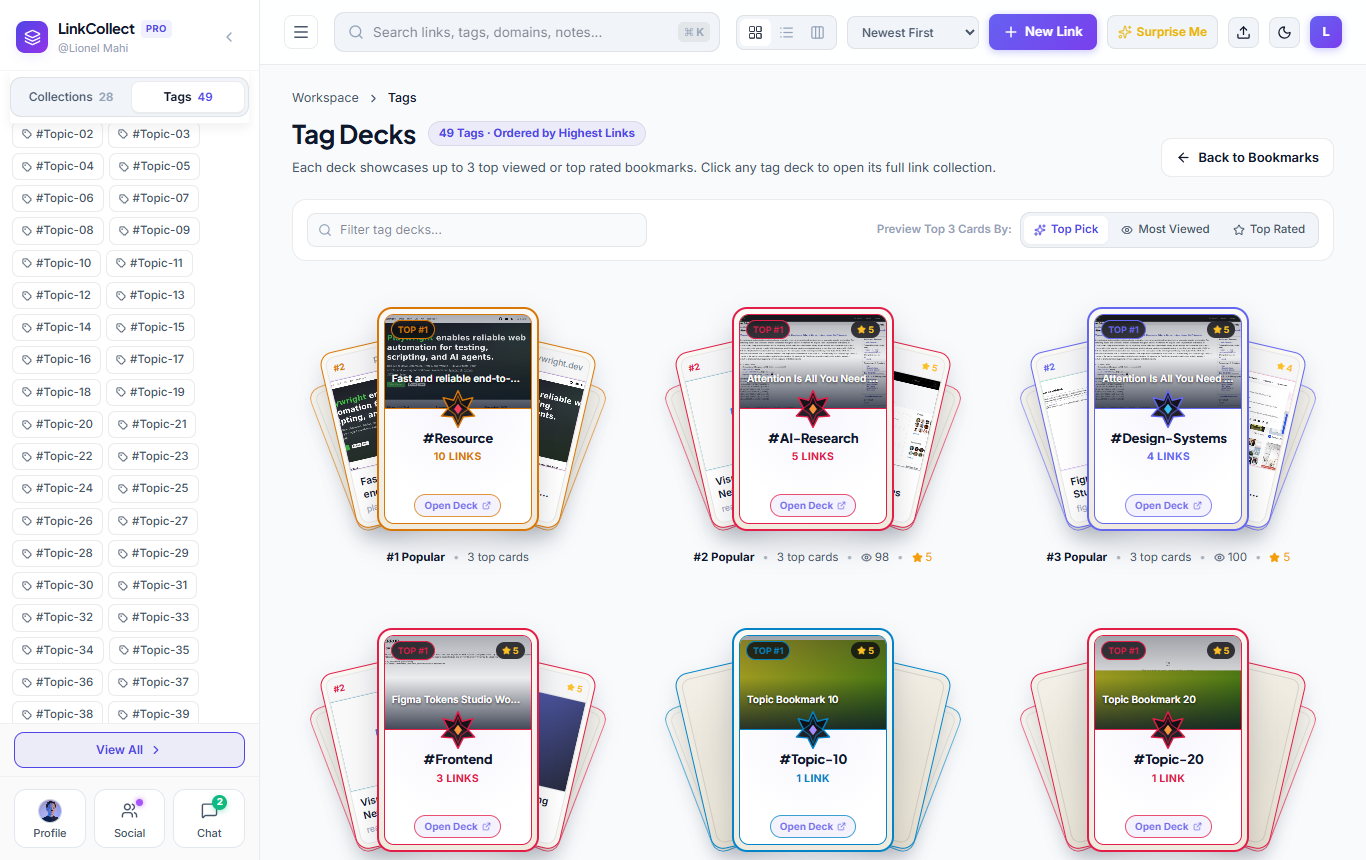 LinkCollect PRO
@Lionel Mahi
Search links, tags, domains, notes...
⌘ K
Newest First
New Link
Surprise Me
L
Collections 28
Tags 49
#Topic-02
#Topic-03
#Topic-04
#Topic-05
#Topic-06
#Topic-07
#Topic-08
#Topic-09
#Topic-10
#Topic-11
#Topic-12
#Topic-13
#Topic-14
#Topic-15
#Topic-16
#Topic-17
#Topic-18
#Topic-19
#Topic-20
#Topic-21
#Topic-22
#Topic-23
#Topic-24
#Topic-25
#Topic-26
#Topic-27
#Topic-28
#Topic-29
#Topic-30
#Topic-31
#Topic-32
#Topic-33
#Topic-34
#Topic-35
#Topic-36
#Topic-37
#Topic-38
#Topic-39
View All
Profile
Social
Chat
2
Workspace > Tags
Tag Decks
49 Tags · Ordered by Highest Links
Each deck showcases up to 3 top viewed or top rated bookmarks. Click any tag deck to open its full link collection.
Back to Bookmarks
Filter tag decks...
Preview Top 3 Cards By:
Top Pick
Most Viewed
Top Rated
#2
TOP #1
Playwright enables reliable web
automation for testing,
scripting, and AI agents.
Fast and reliable end-to-...
#Resource
10 LINKS
Open Deck
#1 Popular • 3 top cards
#2
TOP #1
5
5
Attention Is All You Need ...
#AI-Research
5 LINKS
Open Deck
#2 Popular • 3 top cards • 98 • 5
#2
TOP #1
5
4
Attention Is All You Need ...
#Design-Systems
4 LINKS
Open Deck
#3 Popular • 3 top cards • 100 • 5
#2
TOP #1
5
5
Figma Tokens Studio Wo...
#Frontend
3 LINKS
Open Deck
TOP #1
5
Topic Bookmark 10
#Topic-10
1 LINK
Open Deck
TOP #1
5
Topic Bookmark 20
#Topic-20
1 LINK
Open Deck